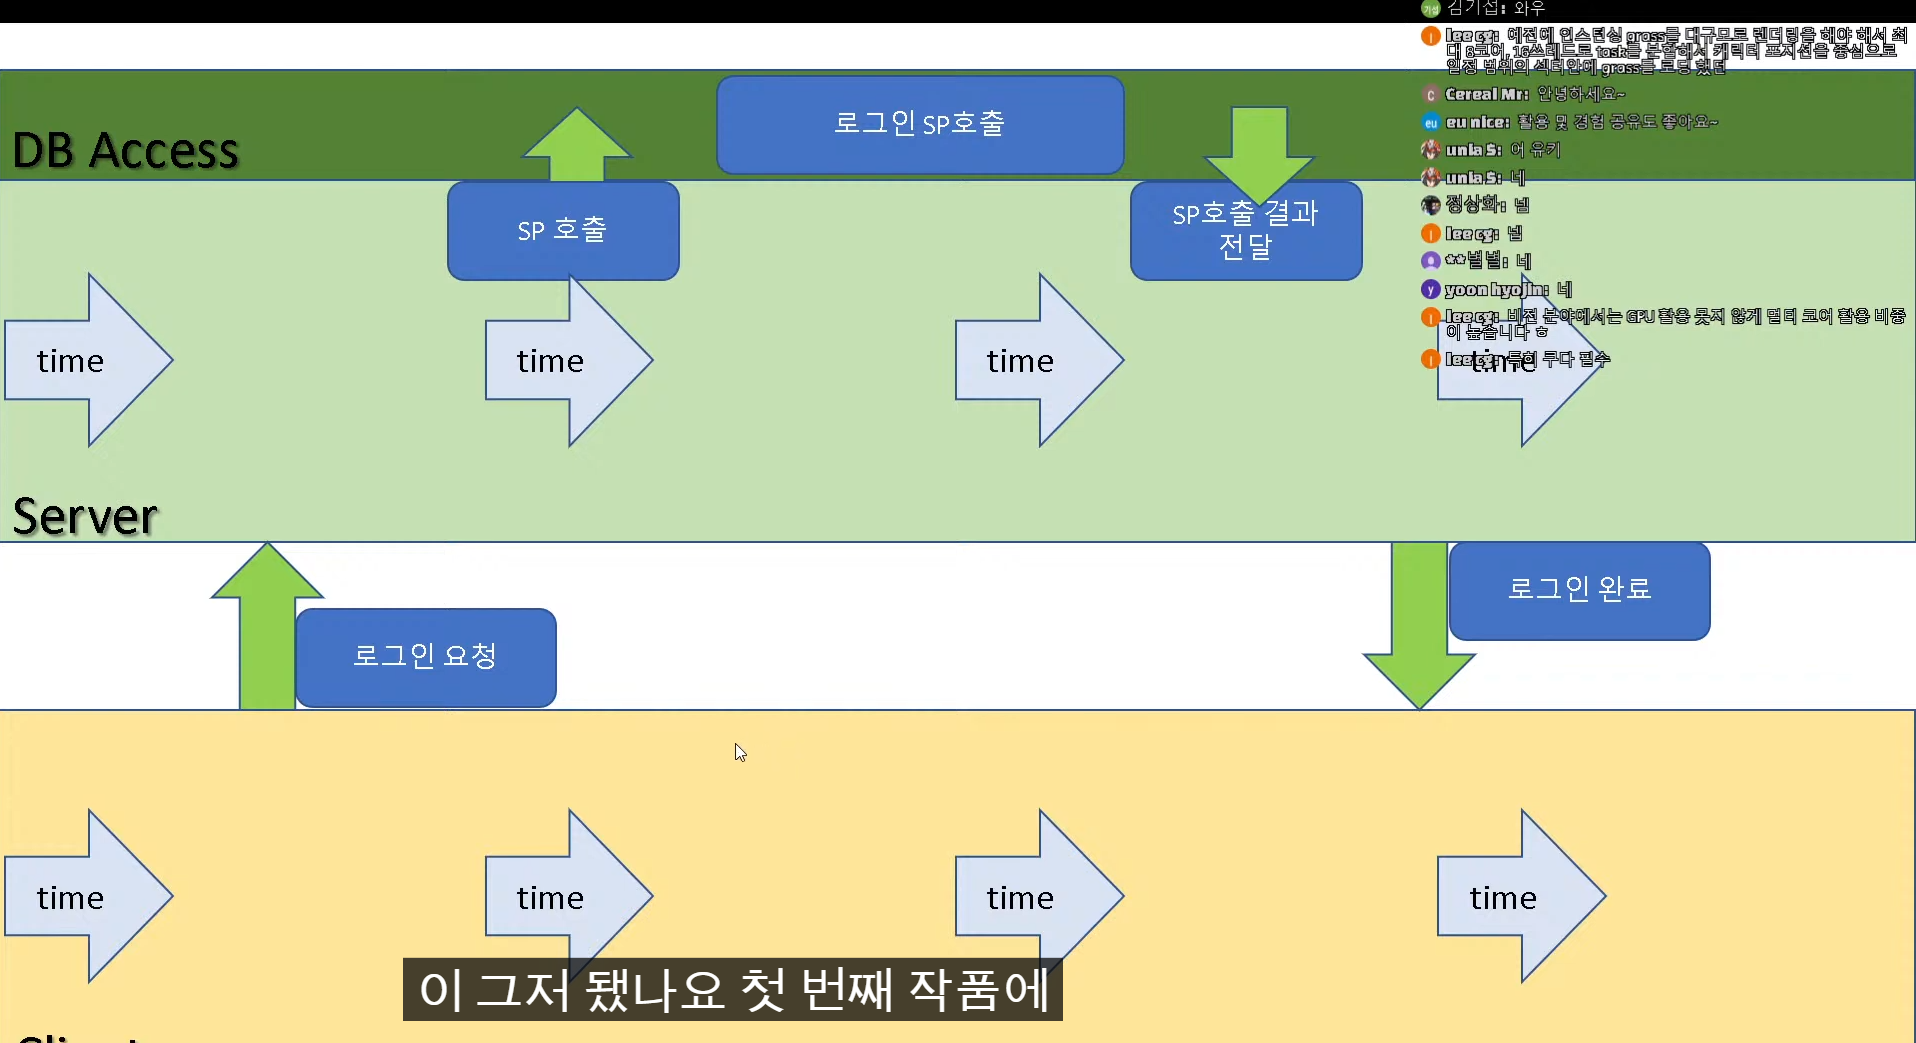 김기섭: 와우
lee cg: 예전에 인스턴싱 grass를 대규모로 렌더링을 해야 해서 최
대 8코어, 16쓰레드로 task를 분할해서 캐릭터 포지션을 중심으로
일정 범위의 섹터안에 grass를 로딩 했던
Cereal Mr: 안녕하세요~
eu nice: 활용 및 경험 공유도 좋아요~
unia S: 어 유키
unia S: 네
정상화: 넵
lee cg: 넵
**별별: 네
yoon hyojin: 네
lee cg: 비전 분야에서는 GPU 활용 못지 않게 멀티 코어 활용 비중
이 높습니다 ㅎ
lee cg: 특히 쿠다 필수
DB Access
로그인 SP호출
SP 호출
SP호출 결과
전달
time
time
time
time
Server
로그인 요청
로그인 완료
time
time
time
time
이 그저 됐나요 첫 번째 작품에